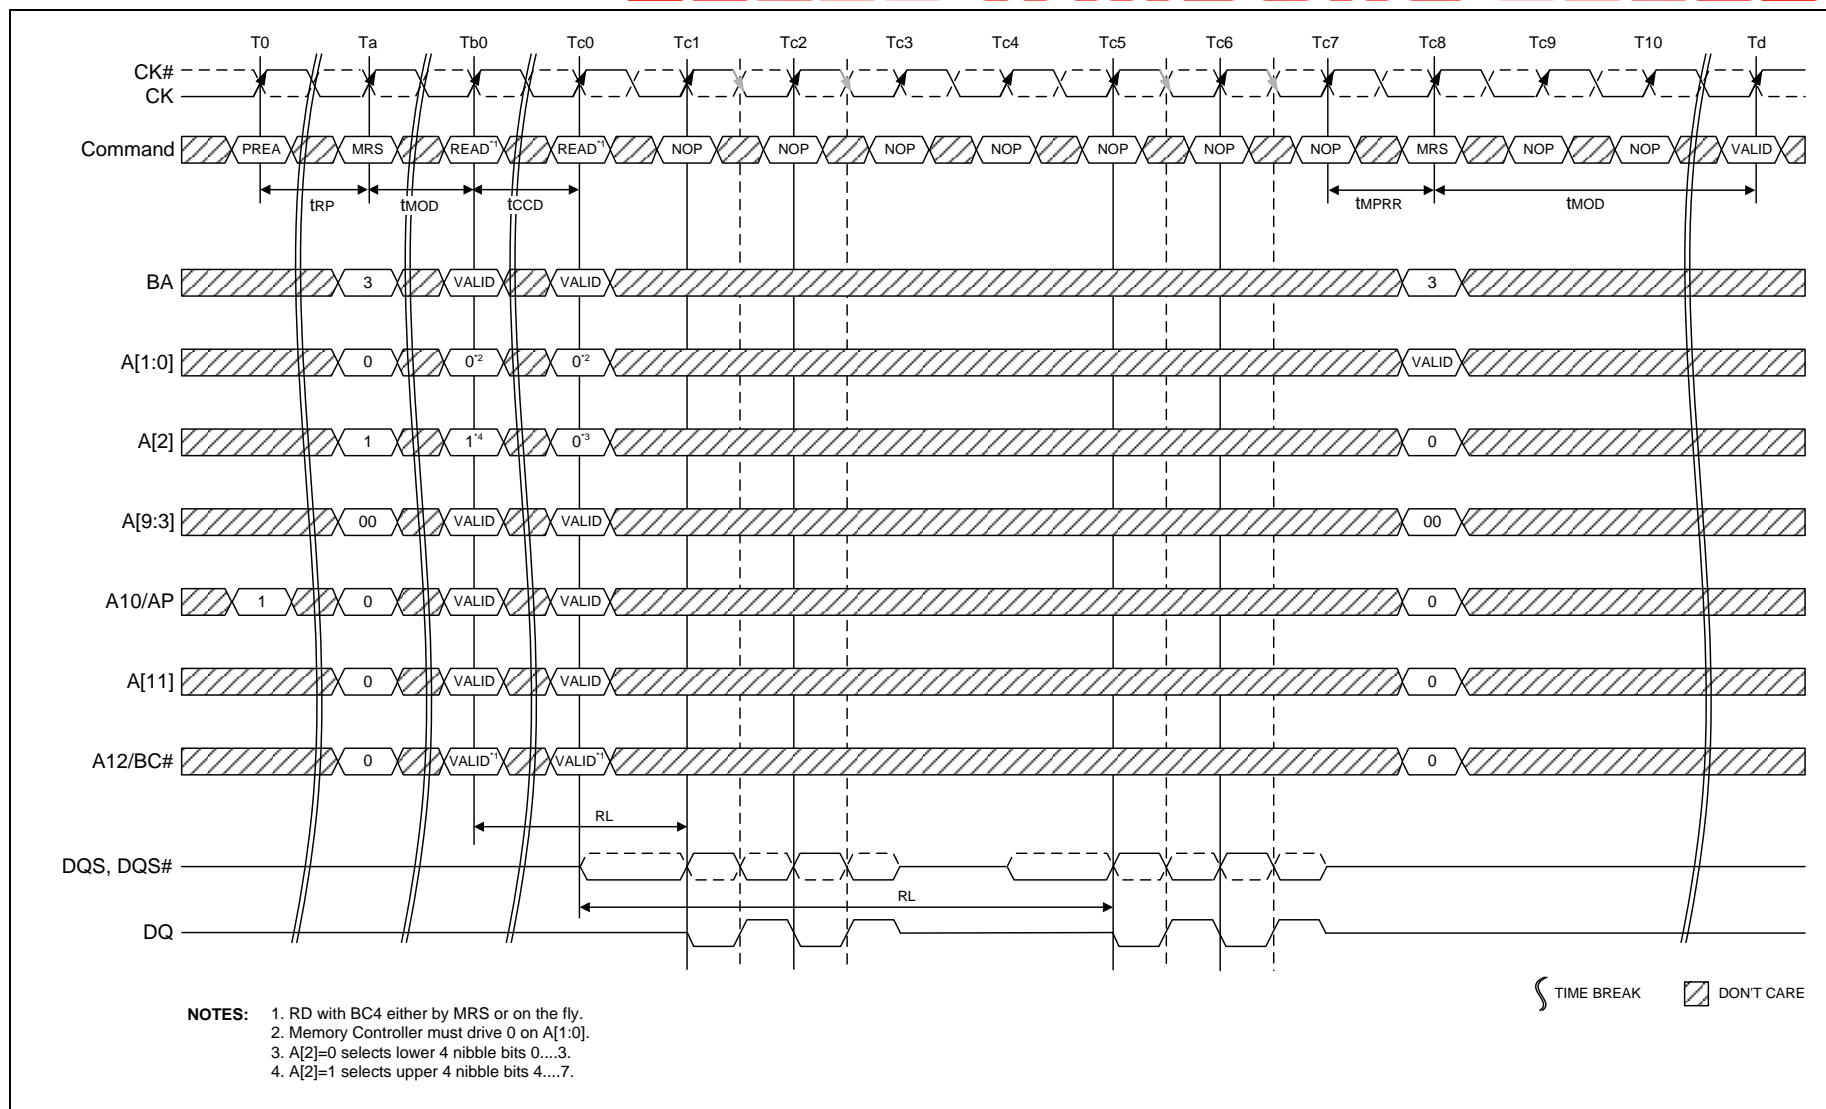 T0 Ta Tb0 Tc0 Tc1 Tc2 Tc3 Tc4 Tc5 Tc6 Tc7 Tc8 Tc9 T10 Td
CK#
CK
Command PREA MRS READ*1 READ*1 NOP NOP NOP NOP NOP NOP NOP MRS NOP NOP VALID
tRP tMOD tCCD tMPRR tMOD
BA 3 VALID VALID 3
A[1:0] 0*2 0*2 0 VALID
A[2] 1 1*4 0*3 0
A[9:3] 00 VALID VALID 00
A10/AP 1 0 VALID VALID 0
A[11] 0 VALID VALID 0
A12/BC# 0 VALID*1 VALID*1 0
RL
DQS, DQS#
RL
DQ
TIME BREAK DON'T CARE
NOTES: 1. RD with BC4 either by MRS or on the fly.
2. Memory Controller must drive 0 on A[1:0].
3. A[2]=0 selects lower 4 nibble bits 0....3.
4. A[2]=1 selects upper 4 nibble bits 4....7.